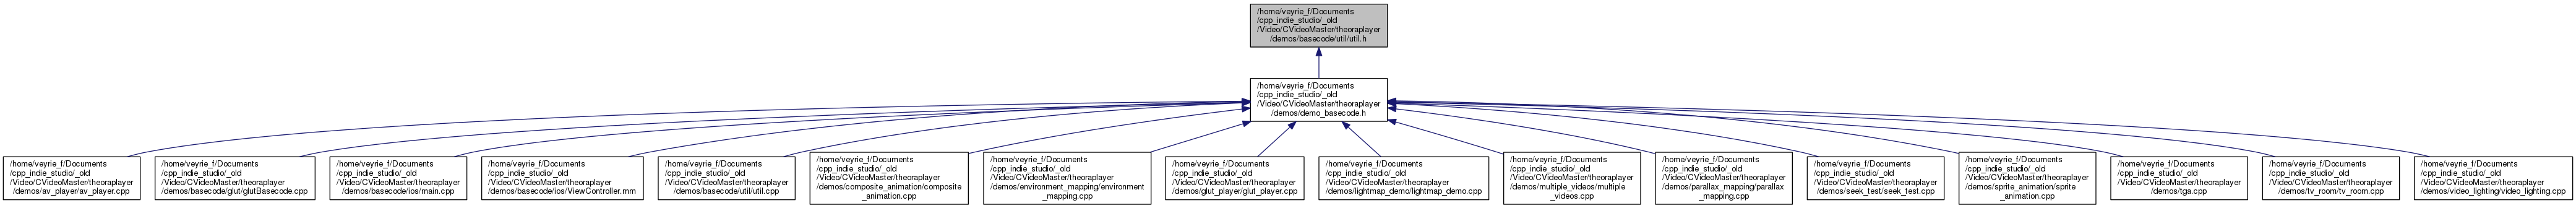 /home/veyrie_f/Documents
/cpp_indie_studio/_old
/Video/CVideoMaster/theoraplayer
/demos/basecode/util/util.h
/home/veyrie_f/Documents
/cpp_indie_studio/_old
/Video/CVideoMaster/theoraplayer
/demos/demo_basecode.h
/home/veyrie_f/Documents
/cpp_indie_studio/_old
/Video/CVideoMaster/theoraplayer
/demos/av_player/av_player.cpp
/home/veyrie_f/Documents
/cpp_indie_studio/_old
/Video/CVideoMaster/theoraplayer
/demos/basecode/glut/glutBasecode.cpp
/home/veyrie_f/Documents
/cpp_indie_studio/_old
/Video/CVideoMaster/theoraplayer
/demos/basecode/ios/main.cpp
/home/veyrie_f/Documents
/cpp_indie_studio/_old
/Video/CVideoMaster/theoraplayer
/demos/basecode/ios/ViewController.mm
/home/veyrie_f/Documents
/cpp_indie_studio/_old
/Video/CVideoMaster/theoraplayer
/demos/basecode/util/util.cpp
/home/veyrie_f/Documents
/cpp_indie_studio/_old
/Video/CVideoMaster/theoraplayer
/demos/composite_animation/composite
_animation.cpp
/home/veyrie_f/Documents
/cpp_indie_studio/_old
/Video/CVideoMaster/theoraplayer
/demos/environment_mapping/environment
_mapping.cpp
/home/veyrie_f/Documents
/cpp_indie_studio/_old
/Video/CVideoMaster/theoraplayer
/demos/glut_player/glut_player.cpp
/home/veyrie_f/Documents
/cpp_indie_studio/_old
/Video/CVideoMaster/theoraplayer
/demos/lightmap_demo/lightmap_demo.cpp
/home/veyrie_f/Documents
/cpp_indie_studio/_old
/Video/CVideoMaster/theoraplayer
/demos/multiple_videos/multiple
_videos.cpp
/home/veyrie_f/Documents
/cpp_indie_studio/_old
/Video/CVideoMaster/theoraplayer
/demos/parallax_mapping/parallax
_mapping.cpp
/home/veyrie_f/Documents
/cpp_indie_studio/_old
/Video/CVideoMaster/theoraplayer
/demos/seek_test/seek_test.cpp
/home/veyrie_f/Documents
/cpp_indie_studio/_old
/Video/CVideoMaster/theoraplayer
/demos/sprite_animation/sprite
_animation.cpp
/home/veyrie_f/Documents
/cpp_indie_studio/_old
/Video/CVideoMaster/theoraplayer
/demos/tga.cpp
/home/veyrie_f/Documents
/cpp_indie_studio/_old
/Video/CVideoMaster/theoraplayer
/demos/tv_room/tv_room.cpp
/home/veyrie_f/Documents
/cpp_indie_studio/_old
/Video/CVideoMaster/theoraplayer
/demos/video_lighting/video_lighting.cpp